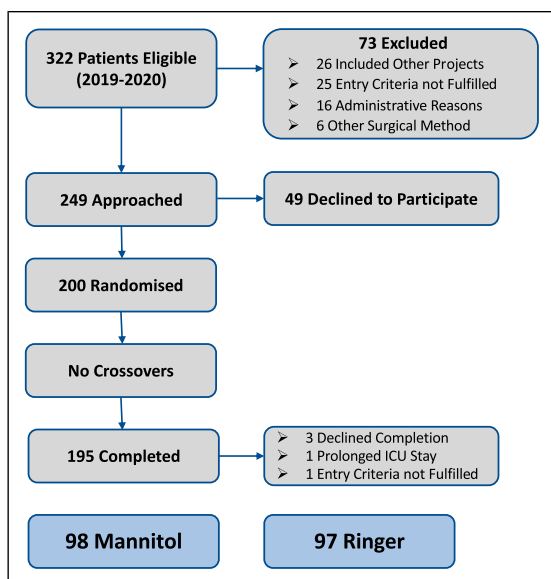 322 Patients Eligible
(2019-2020)
73 Excluded
➢ 26 Included Other Projects
➢ 25 Entry Criteria not Fulfilled
➢ 16 Administrative Reasons
➢ 6 Other Surgical Method
249 Approached
49 Declined to Participate
200 Randomised
No Crossovers
195 Completed
➢ 3 Declined Completion
➢ 1 Prolonged ICU Stay
➢ 1 Entry Criteria not Fulfilled
98 Mannitol
97 Ringer